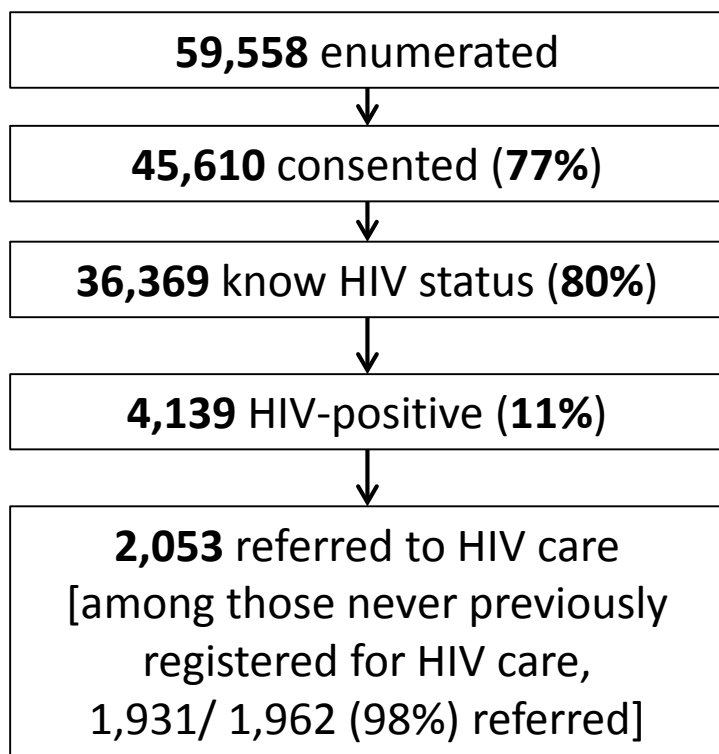 59,558 enumerated
45,610 consented (77%)
36,369 know HIV status (80%)
4,139 HIV-positive (11%)
2,053 referred to HIV care
[among those never previously
registered for HIV care,
1,931/ 1,962 (98%) referred]